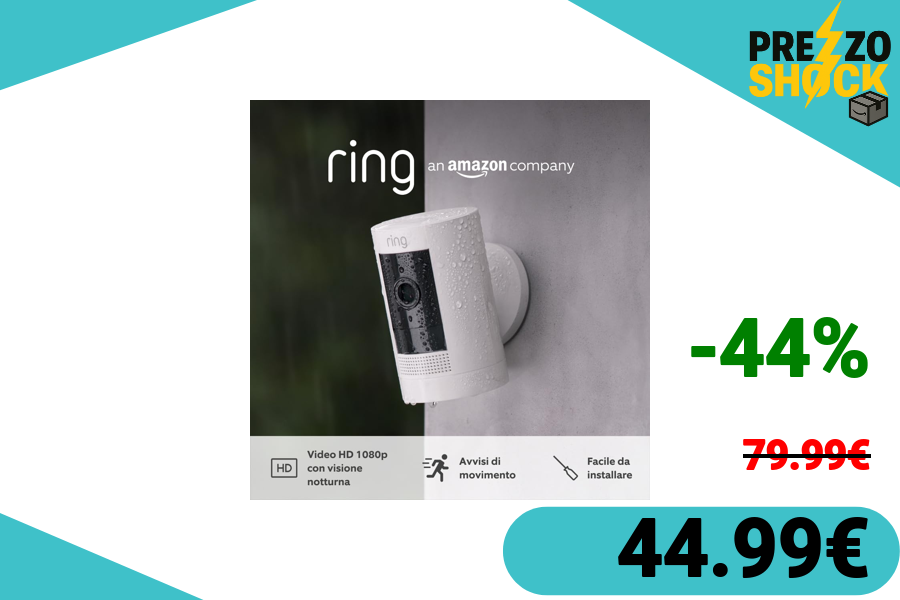 PREZZO
SHOCK
ring an amazon company
ring
HD
Video HD 1080p
con visione
notturna
Avvisi di
movimento
Facile da
installare
-44%
79.99€
44.99€